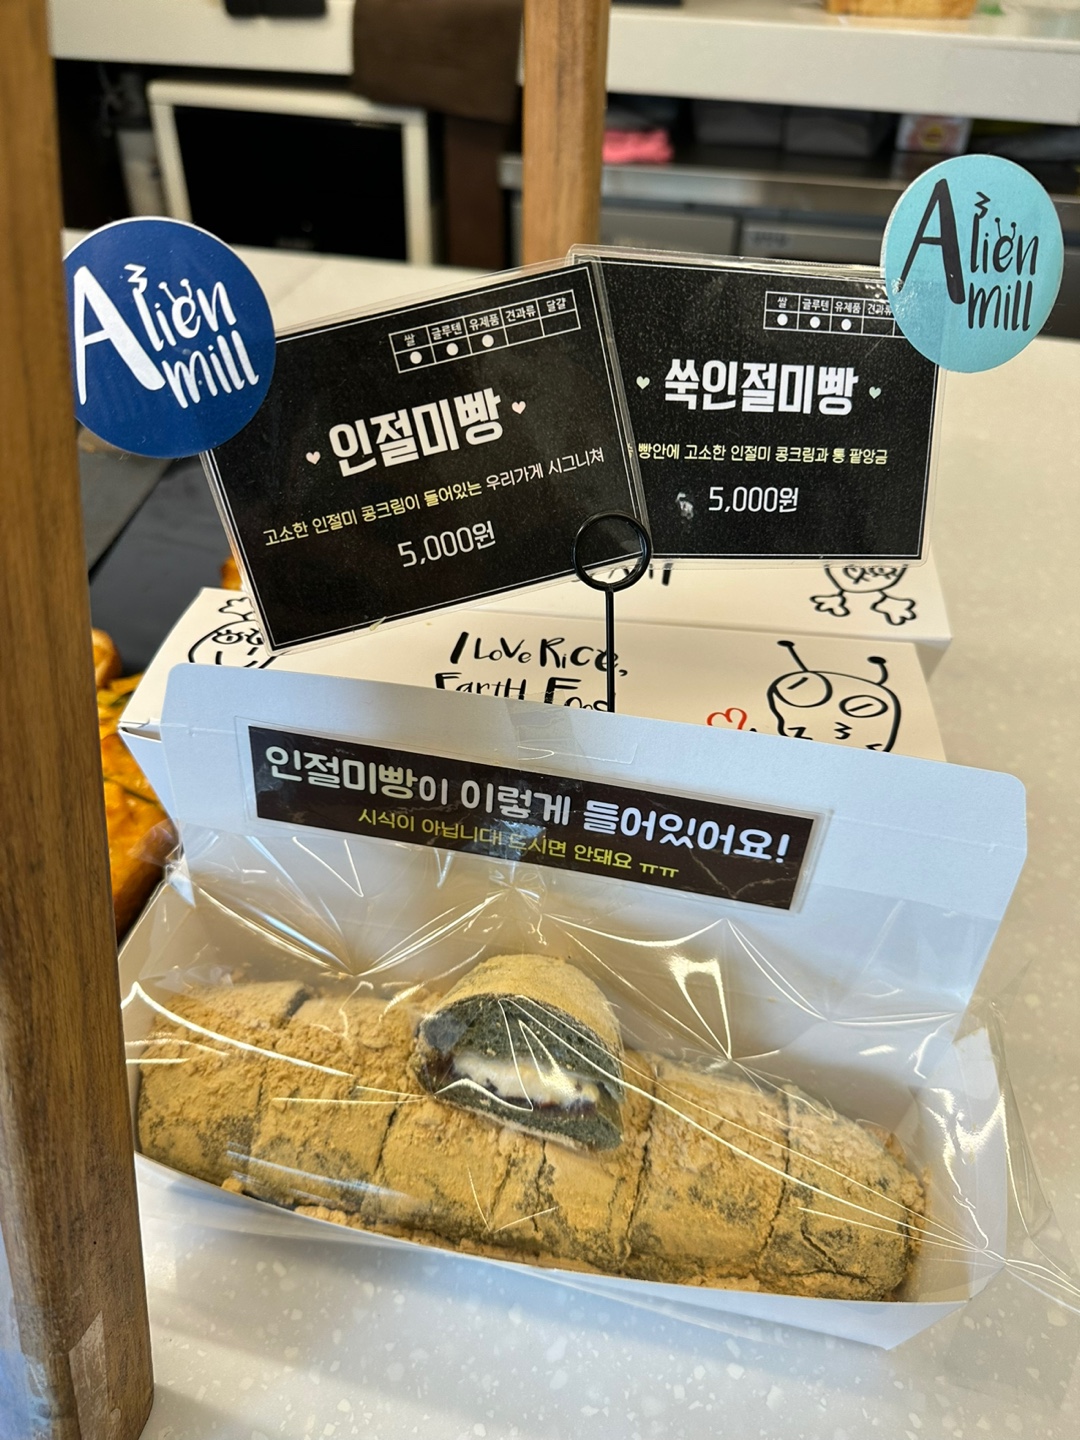 Alien
mill
쌀 글루텐 유제품 견과류 달걀
인절미빵
고소한 인절미 콩크림이 들어있는 우리가게 시그니쳐
5,000원
Alien
mill
쌀 글루텐 유제품 견과류
쑥인절미빵
빵안에 고소한 인절미 콩크림과 통 팥앙금
5,000원
I LOVE RICE,
EARTH FOOD
인절미빵이 이렇게 들어있어요!
시식이 아닙니다! 드시면 안돼요 ㅠㅠ